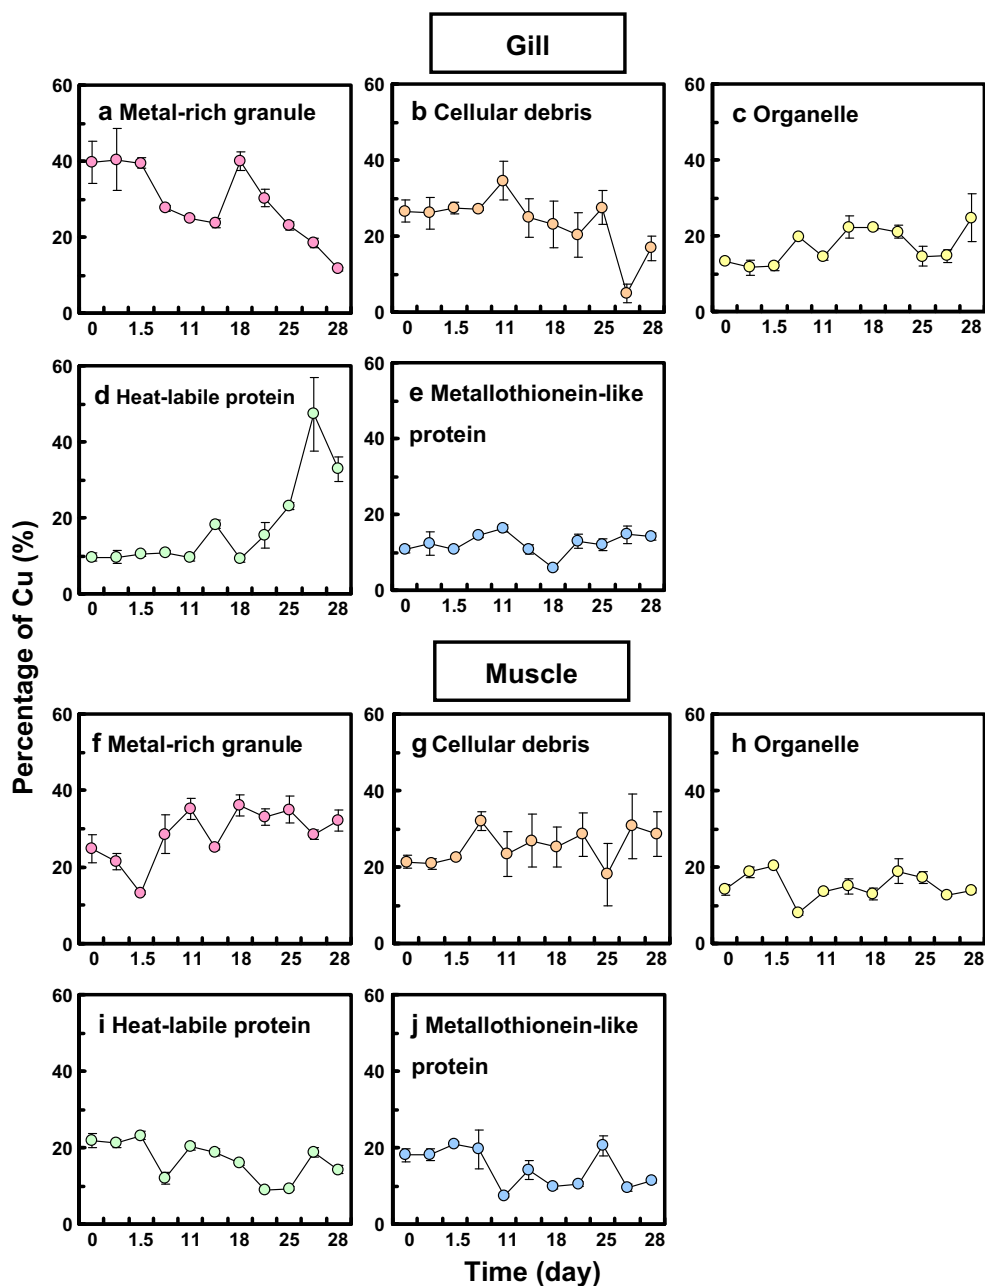 Gill
a Metal-rich granule
60
40
20
0
0 1.5 11 18 25 28
b Cellular debris
60
40
20
0
0 1.5 11 18 25 28
c Organelle
60
40
20
0
0 1.5 11 18 25 28
d Heat-labile protein
60
40
20
0
0 1.5 11 18 25 28
e Metallothionein-like
protein
60
40
20
0
0 1.5 11 18 25 28
Percentage of Cu (%)
Muscle
f Metal-rich granule
60
40
20
0
0 1.5 11 18 25 28
g Cellular debris
60
40
20
0
0 1.5 11 18 25 28
h Organelle
60
40
20
0
0 1.5 11 18 25 28
i Heat-labile protein
60
40
20
0
0 1.5 11 18 25 28
j Metallothionein-like
protein
60
40
20
0
0 1.5 11 18 25 28
Time (day)